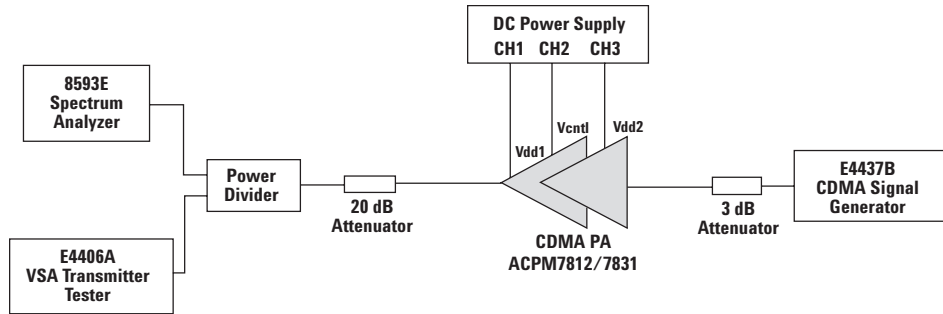 DC Power Supply
CH1 CH2 CH3
8593E
Spectrum
Analyzer
Vcntl
Vdd2
Vdd1
Power
Divider
E4437B
CDMA Signal
Generator
20 dB
Attenuator
3 dB
Attenuator
CDMA PA
ACPM7812/7831
E4406A
VSA Transmitter
Tester